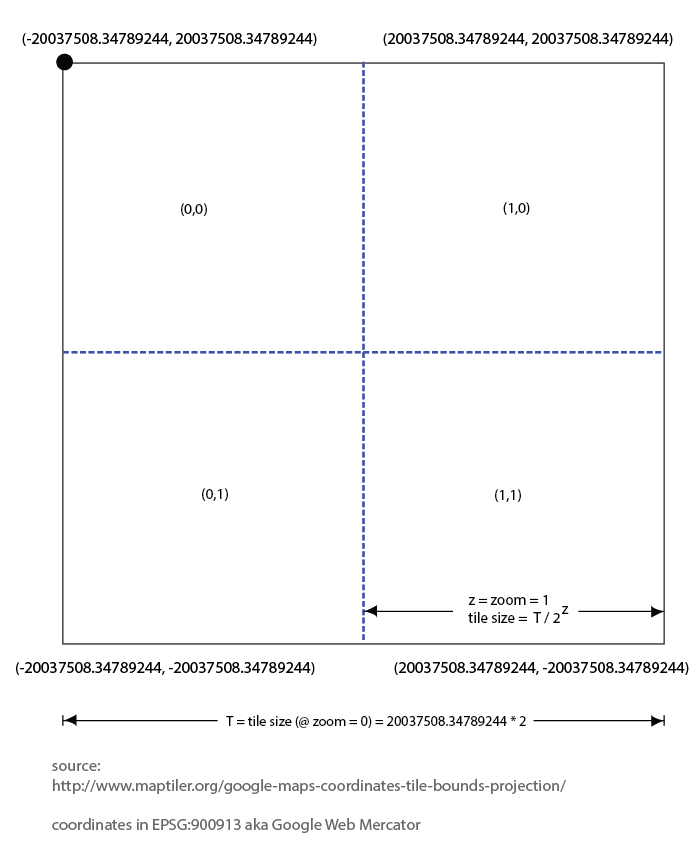 (-20037508.34789244, 20037508.34789244)
(20037508.34789244, 20037508.34789244)
(0,0)
(1,0)
(0,1)
(1,1)
z = zoom = 1
tile size = T / 2^z
(-20037508.34789244, -20037508.34789244)
(20037508.34789244, -20037508.34789244)
T = tile size (@ zoom = 0) = 20037508.34789244 * 2
source:
http://www.maptiler.org/google-maps-coordinates-tile-bounds-projection/
coordinates in EPSG:900913 aka Google Web Mercator